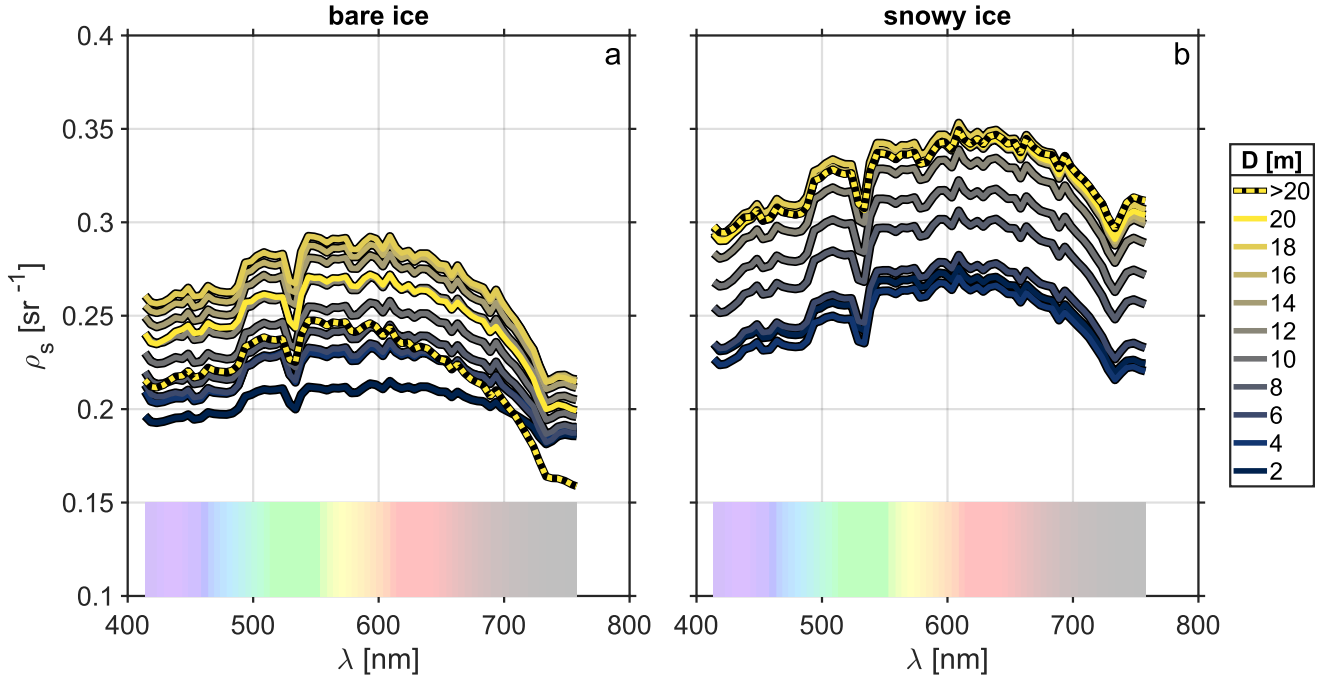 bare ice
snowy ice
a
b
0.4
0.35
0.3
0.25
0.2
0.15
0.1
ρs [sr-1]
400 500 600 700 800
400 500 600 700 800
λ [nm]
λ [nm]
D [m]
>20
20
18
16
14
12
10
8
6
4
2